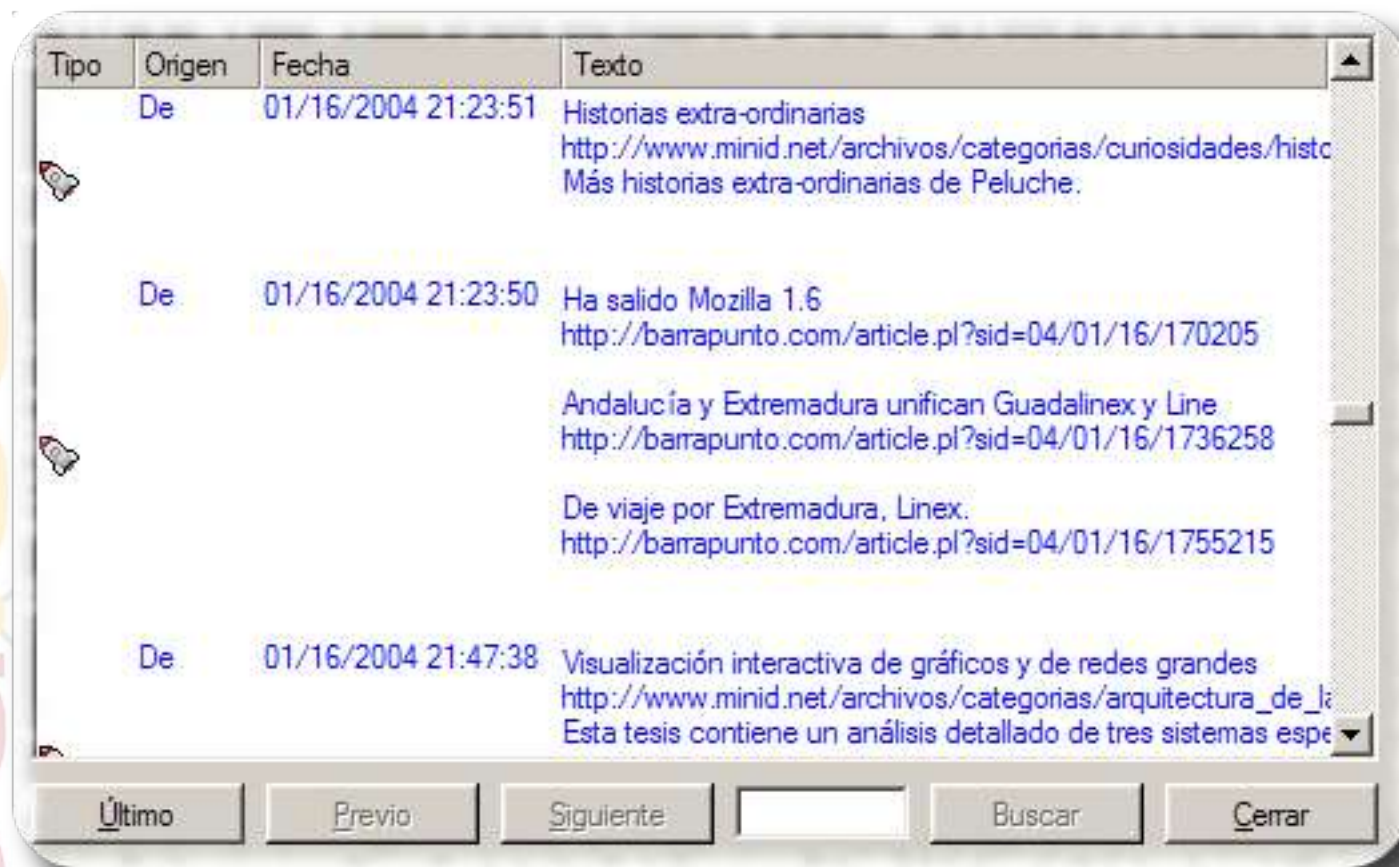 Tipo Origen Fecha Texto
De 01/16/2004 21:23:51 Historias extra-ordinarias
http://www.minid.net/archivos/categorias/curiosidades/histo
Más historias extra-ordinarias de Peluche.
De 01/16/2004 21:23:50 Ha salido Mozilla 1.6
http://barrapunto.com/article.pl?sid=04/01/16/170205
Andalucía y Extremadura unifican Guadalinex y Line
http://barrapunto.com/article.pl?sid=04/01/16/1736258
De viaje por Extremadura, Linex.
http://barrapunto.com/article.pl?sid=04/01/16/1755215
De 01/16/2004 21:47:38 Visualización interactiva de gráficos y de redes grandes
http://www.minid.net/archivos/categorias/arquitectura_de_la
Esta tesis contiene un análisis detallado de tres sistemas espe
Último Previo Siguiente Buscar Cerrar